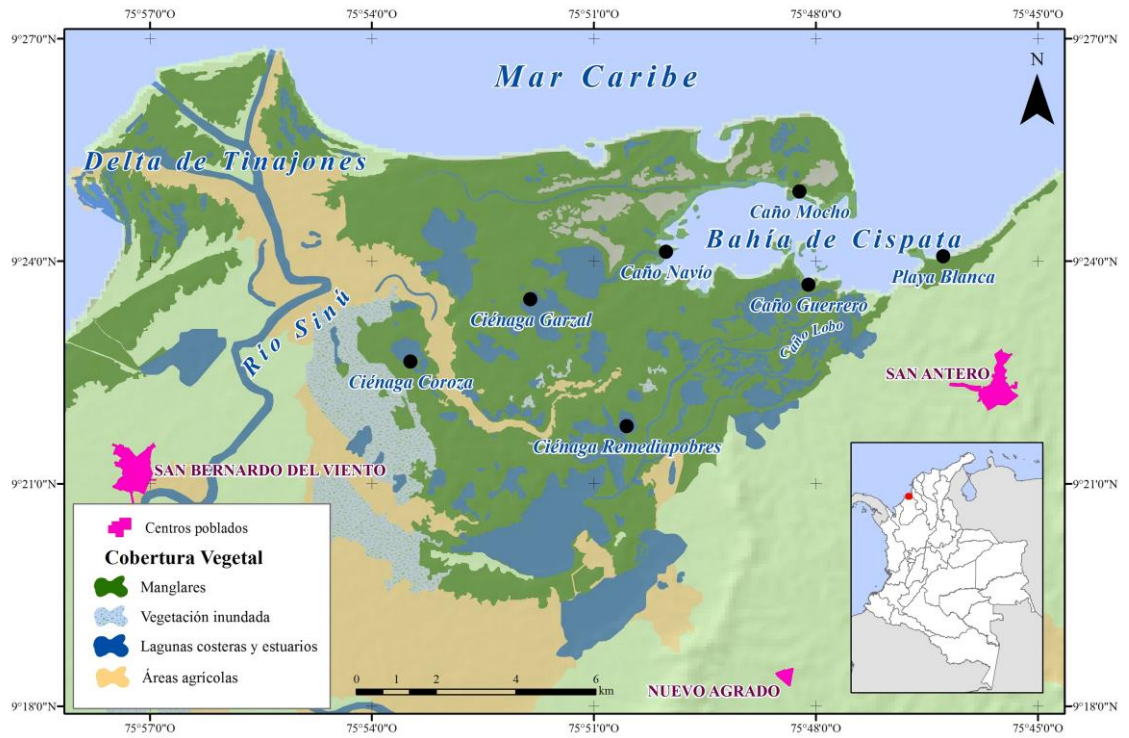 75°57'0"O
75°54'0"O
75°51'0"O
75°48'0"O
75°45'0"O
9°27'0"N
9°27'0"N
Mar Caribe
N
Delta de Tinajones
Caño Mocho
Bahía de Cispata
9°24'0"N
9°24'0"N
Caño Navío
Playa Blanca
Caño Guerrero
Ciénaga Garzal
Río Sinú
Caño Lobo
Ciénaga Coroza
SAN ANTERO
Ciénaga Remediapobres
SAN BERNARDO DEL VIENTO
9°21'0"N
9°21'0"N
Centros poblados
Cobertura Vegetal
Manglares
Vegetación inundada
Lagunas costeras y estuarios
Áreas agrícolas
0 2 4 6
km
NUEVO AGRADO
9°18'0"N
9°18'0"N
75°57'0"O
75°54'0"O
75°51'0"O
75°48'0"O
75°45'0"O